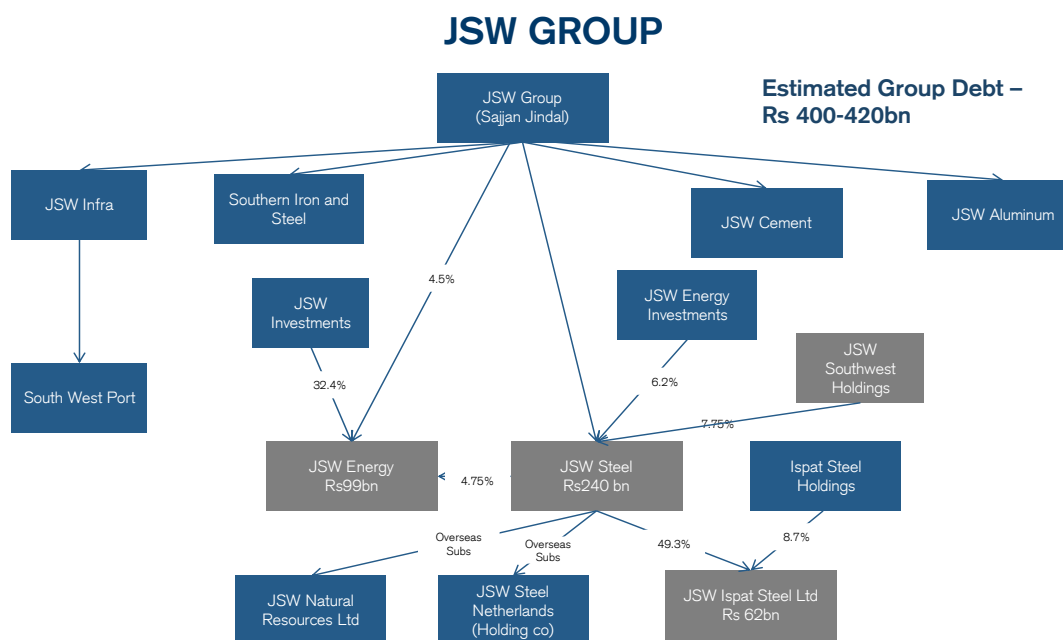 JSW GROUP
JSW Group
(Sajjan Jindal)
Estimated Group Debt –
Rs 400-420bn
JSW Infra
Southern Iron and
Steel
JSW Cement
JSW Aluminum
4.5%
JSW
Investments
JSW Energy
Investments
JSW
Southwest
Holdings
South West Port
32.4%
6.2%
7.75%
JSW Energy
Rs99bn
4.75%
JSW Steel
Rs240 bn
Ispat Steel
Holdings
Overseas
Subs
Overseas
Subs
49.3%
8.7%
JSW Natural
Resources Ltd
JSW Steel
Netherlands
(Holding co)
JSW Ispat Steel Ltd
Rs 62bn